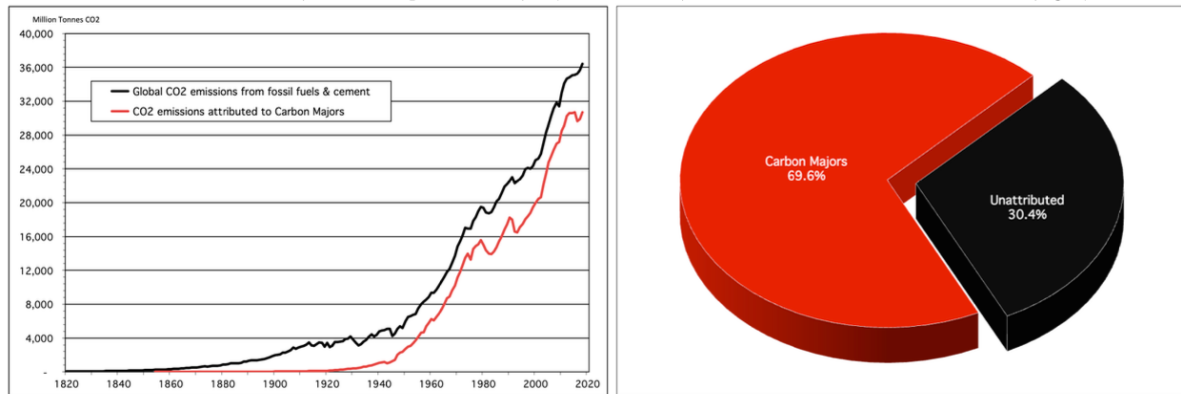 Million Tonnes CO2
40,000
36,000
32,000
28,000
24,000
20,000
16,000
12,000
8,000
4,000
-
Global CO2 emissions from fossil fuels & cement
CO2 emissions attributed to Carbon Majors
1820 1840 1860 1880 1900 1920 1940 1960 1980 2000 2020
Carbon Majors
69.6%
Unattributed
30.4%